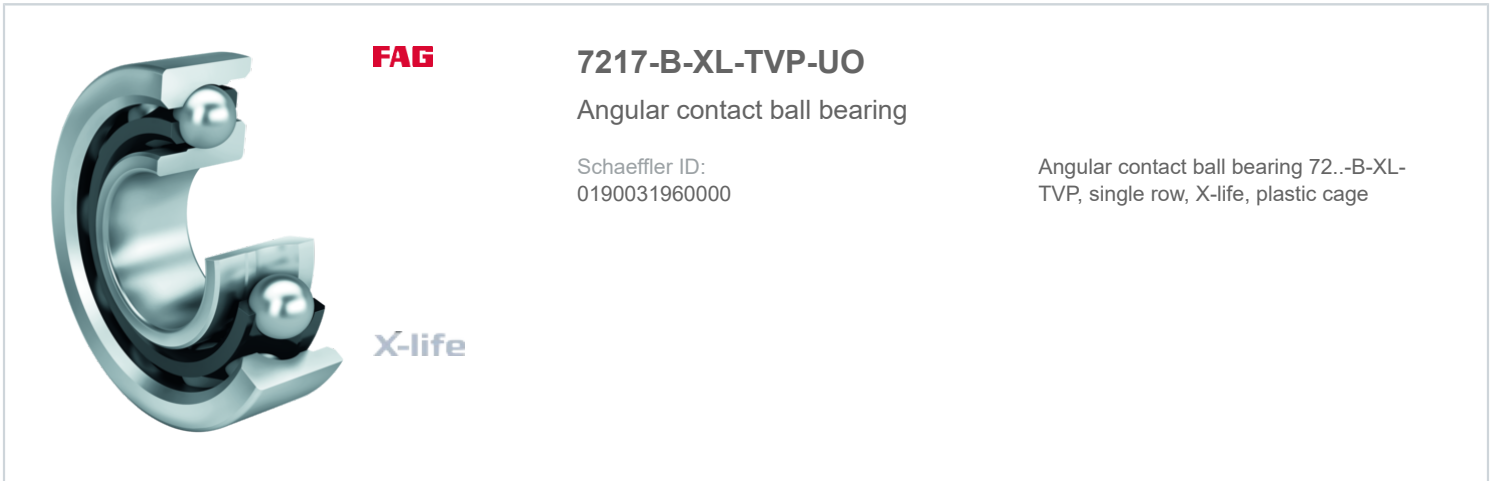 FAG
7217-B-XL-TVP-UO
Angular contact ball bearing
Schaeffler ID:
0190031960000
Angular contact ball bearing 72..-B-XL-
TVP, single row, X-life, plastic cage
X-life